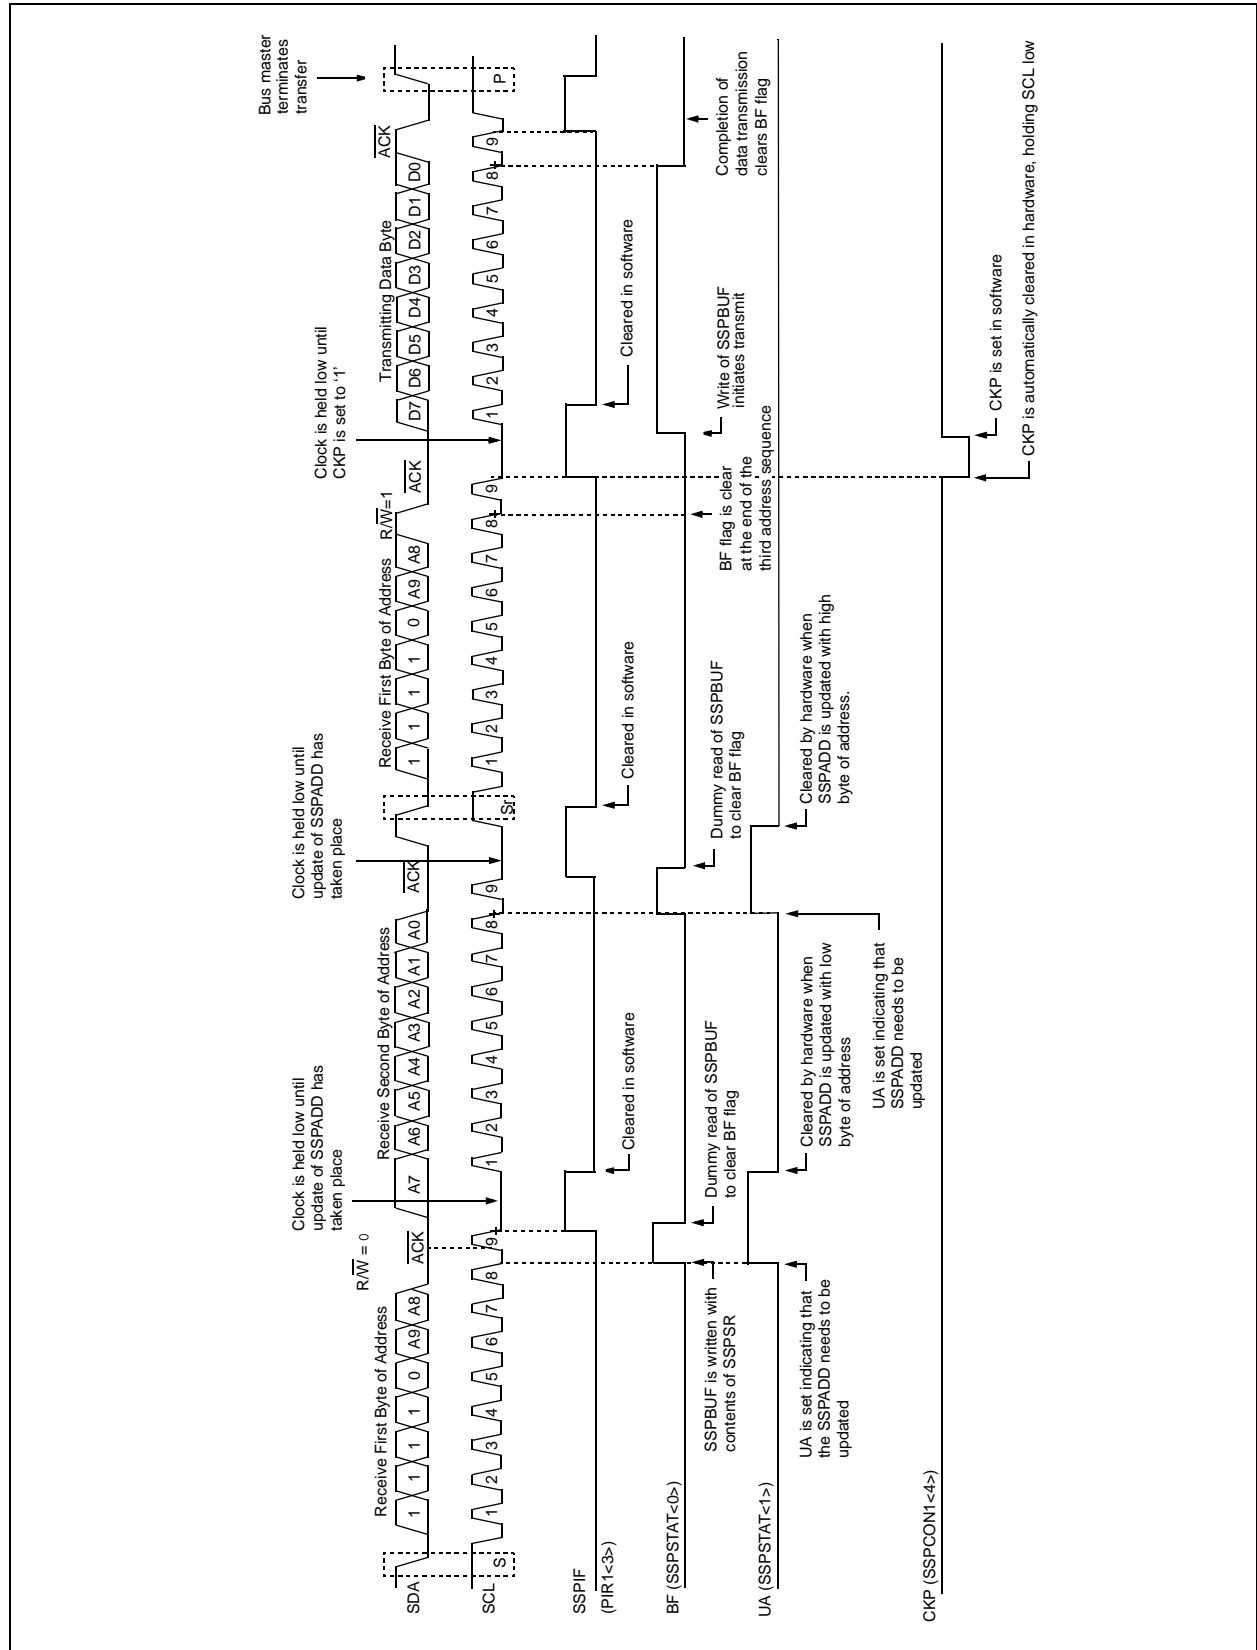 Bus master
terminates
transfer
Clock is held low until
update of SSPADD has
taken place
Clock is held low until
update of SSPADD has
taken place
Clock is held low until
CKP is set to ‘1’
R/W = 0
R/W=1
Receive First Byte of Address
ACK
Receive Second Byte of Address
ACK
Receive First Byte of Address
ACK
Transmitting Data Byte
ACK
SDA
1 1 1 1 0 A9 A8
A7 A6 A5 A4 A3 A2 A1 A0
1 1 1 1 0 A9 A8
D7 D6 D5 D4 D3 D2 D1 D0
SCL
S 1 2 3 4 5 6 7 8 9
1 2 3 4 5 6 7 8 9
Sr 1 2 3 4 5 6 7 8 9
1 2 3 4 5 6 7 8 9 P
SSPIF
(PIR1<3>)
Cleared in software
Cleared in software
Cleared in software
BF (SSPSTAT<0>)
SSPBUF is written with
contents of SSPSR
Dummy read of SSPBUF
to clear BF flag
Dummy read of SSPBUF
to clear BF flag
BF flag is clear
at the end of the
third address sequence
Write of SSPBUF
initiates transmit
Completion of
data transmission
clears BF flag
UA (SSPSTAT<1>)
UA is set indicating that
the SSPADD needs to be
updated
Cleared by hardware when
SSPADD is updated with low
byte of address
UA is set indicating that
SSPADD needs to be
updated
Cleared by hardware when
SSPADD is updated with high
byte of address.
CKP (SSPCON1<4>)
CKP is set in software
CKP is automatically cleared in hardware, holding SCL low